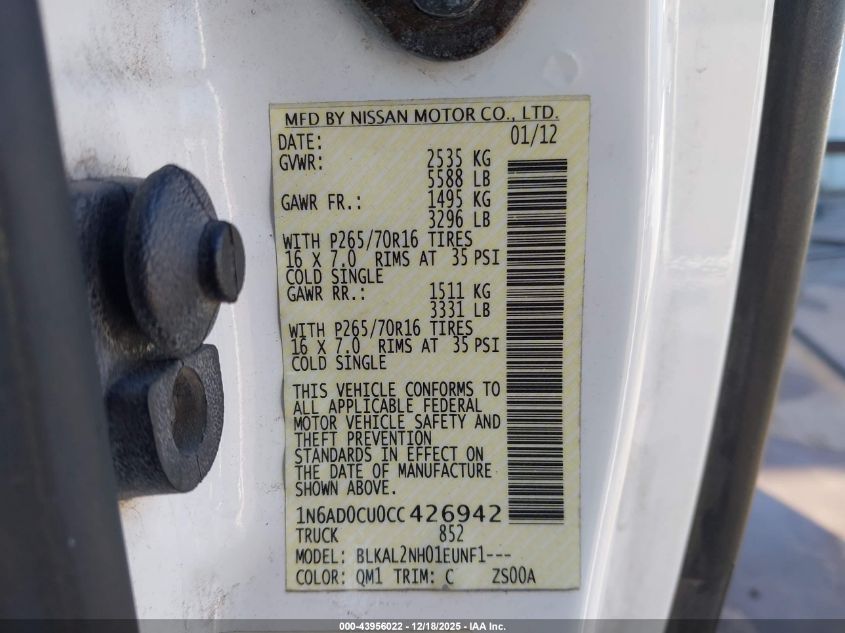 MFD BY NISSAN MOTOR CO., LTD.
DATE: 01/12
GVWR: 2535 KG
5588 LB
GAWR FR.: 1495 KG
3296 LB
WITH P265/70R16 TIRES
16 X 7.0 RIMS AT 35 PSI
COLD SINGLE
GAWR RR.: 1511 KG
3331 LB
WITH P265/70R16 TIRES
16 X 7.0 RIMS AT 35 PSI
COLD SINGLE
THIS VEHICLE CONFORMS TO
ALL APPLICABLE FEDERAL
MOTOR VEHICLE SAFETY AND
THEFT PREVENTION
STANDARDS IN EFFECT ON
THE DATE OF MANUFACTURE
SHOWN ABOVE.
1N6AD0CU0CC426942
TRUCK 852
MODEL: BLKAL2NH01EUNF1---
COLOR: QM1 TRIM: C ZS00A
000-43956022 - 12/18/2025 - IAA Inc.